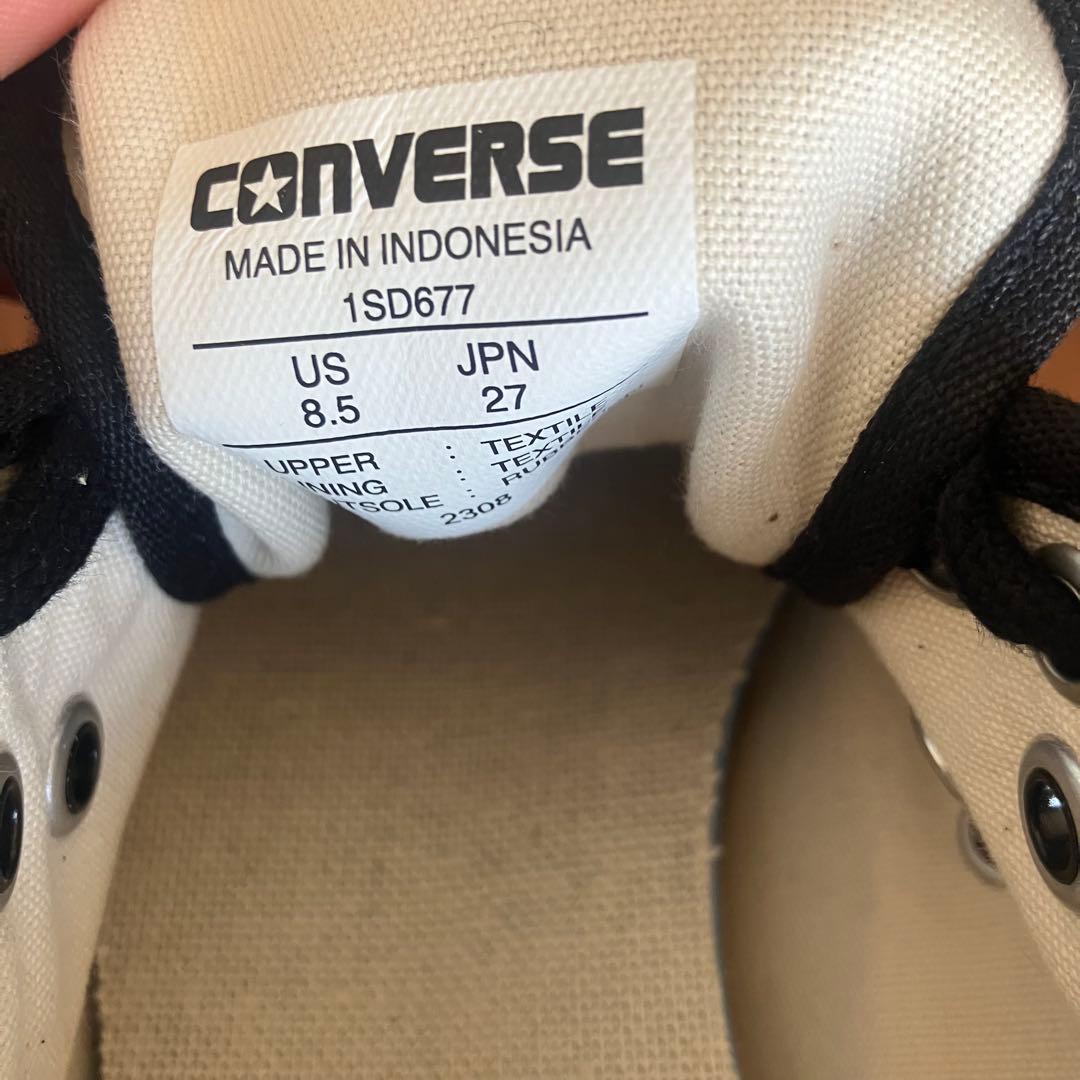 CONVERSE
MADE IN INDONESIA
1SD677
US JPN
8.5 27
UPPER : TEXTILE
: 
:
2308